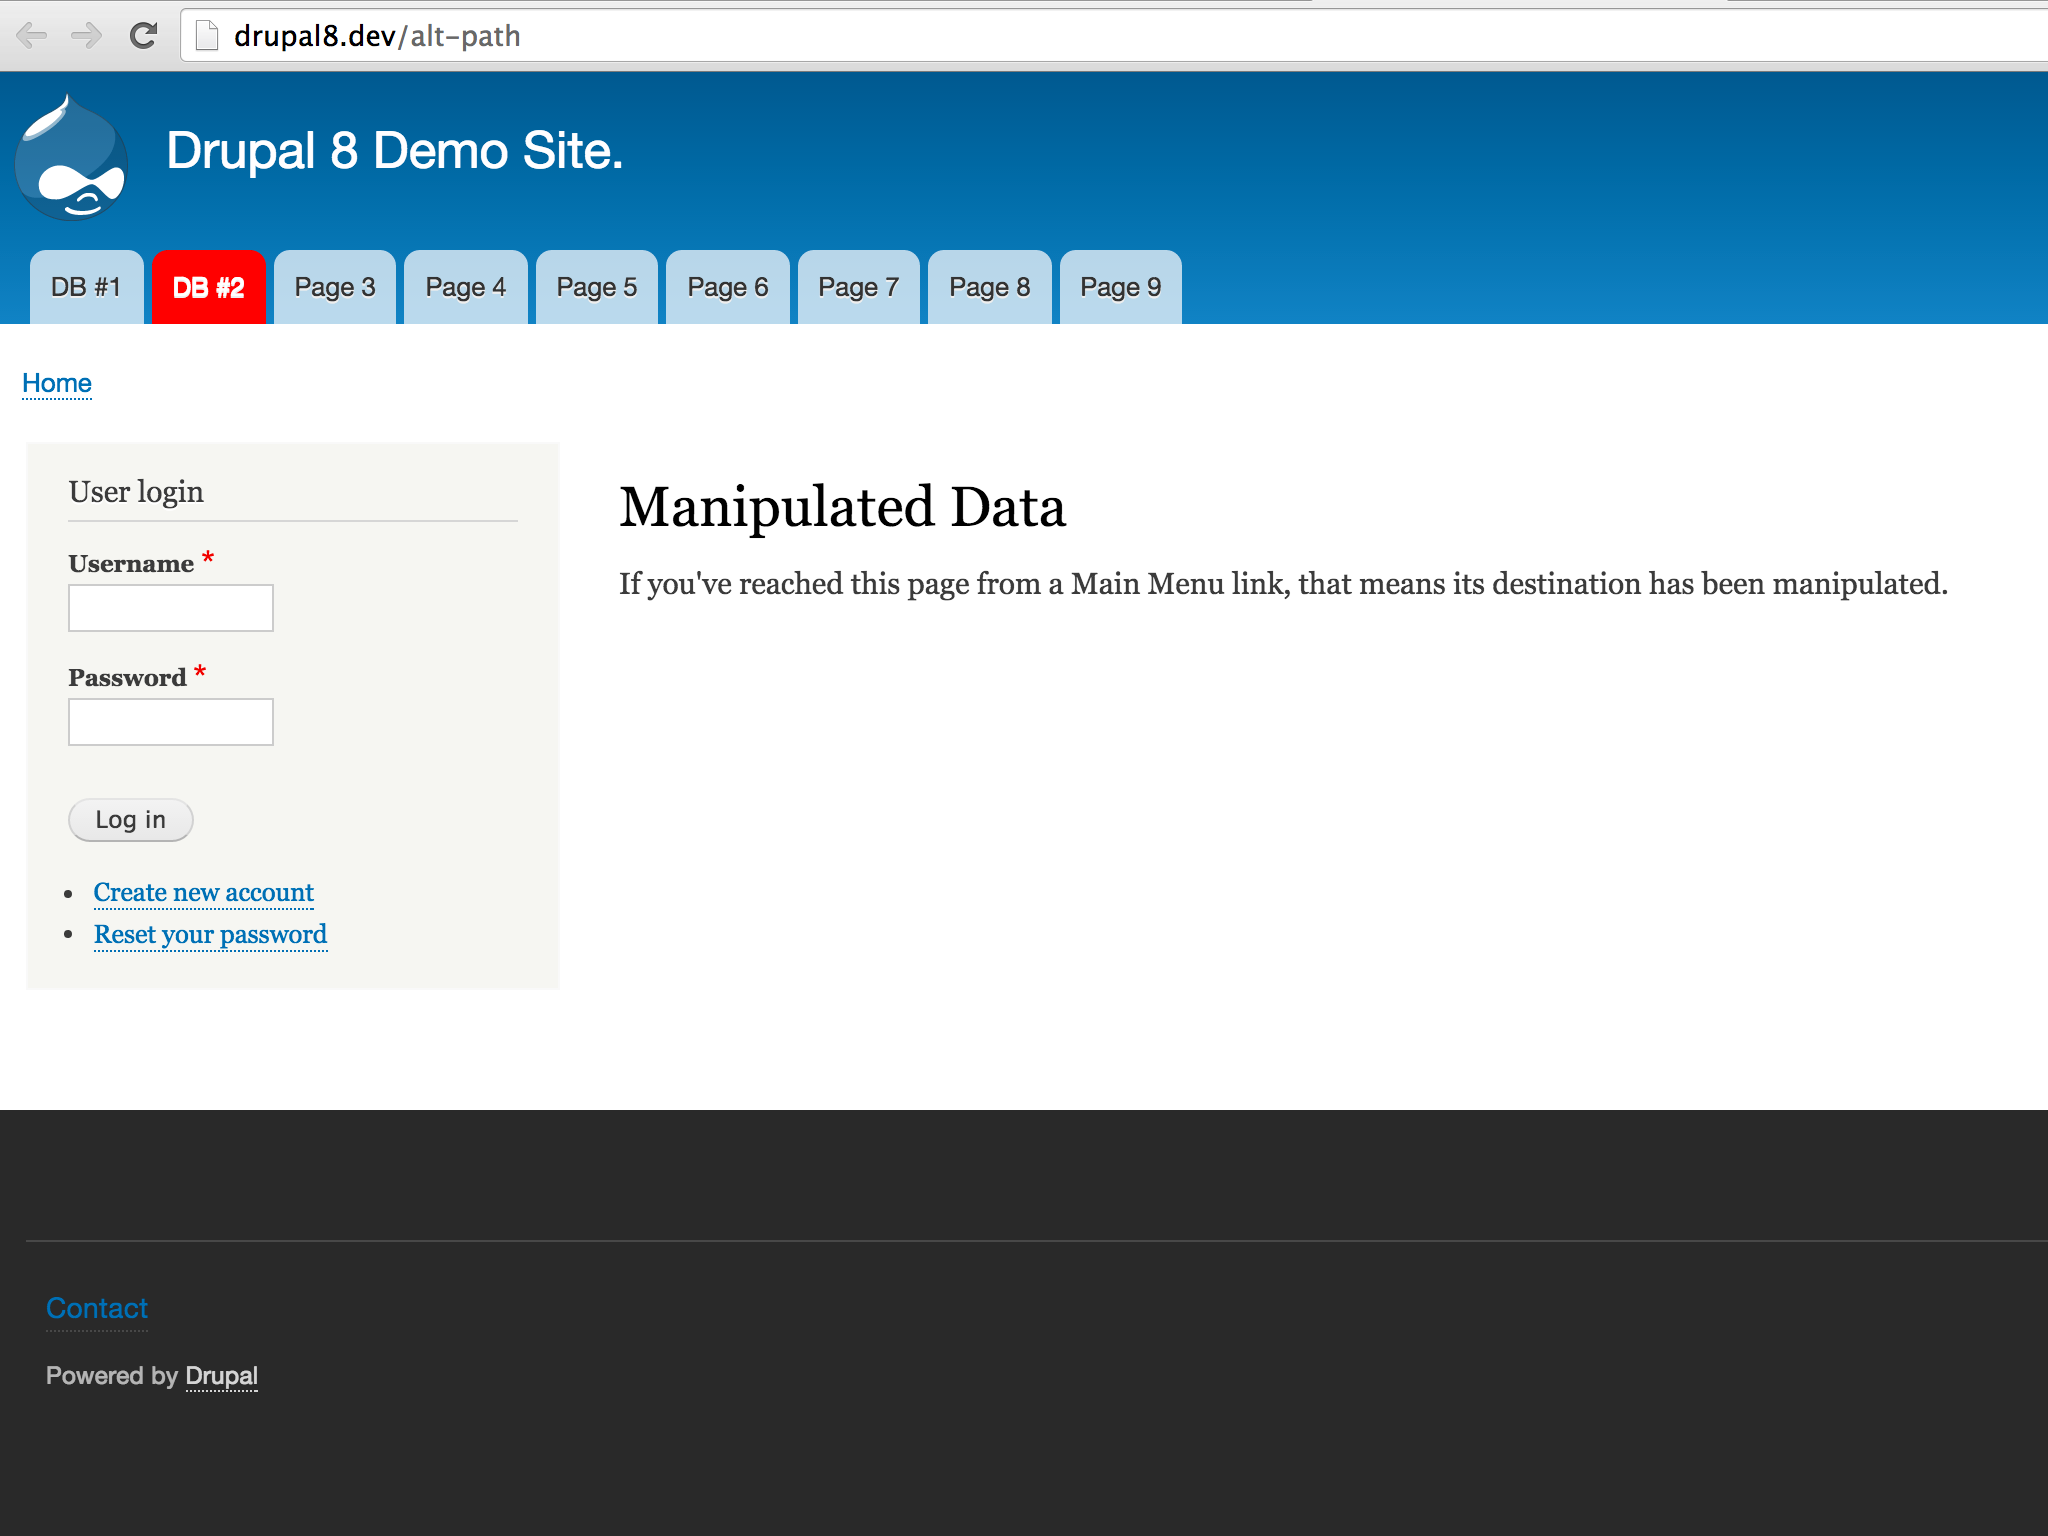 drupal8.dev/alt-path
Drupal 8 Demo Site.
DB #1 DB #2 Page 3 Page 4 Page 5 Page 6 Page 7 Page 8 Page 9
Home
User login
Username *
Password *
Log in
Create new account
Reset your password
Manipulated Data
If you've reached this page from a Main Menu link, that means its destination has been manipulated.
Contact
Powered by Drupal